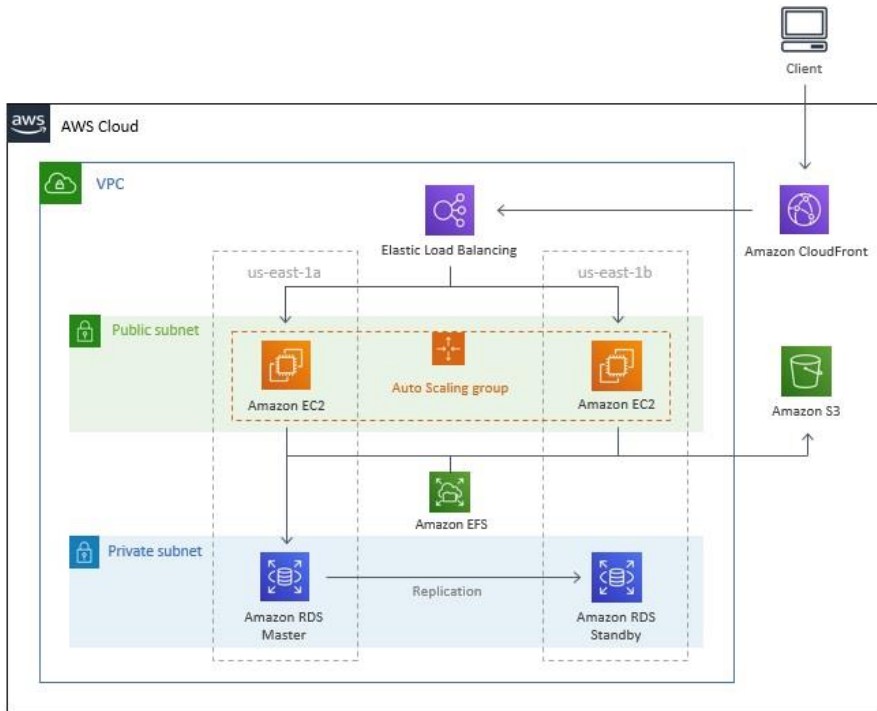 Client
aws
AWS Cloud
VPC
Elastic Load Balancing
Amazon CloudFront
us-east-1a
us-east-1b
Public subnet
Amazon EC2
Auto Scaling group
Amazon EC2
Amazon S3
Amazon EFS
Private subnet
Amazon RDS
Master
Replication
Amazon RDS
Standby